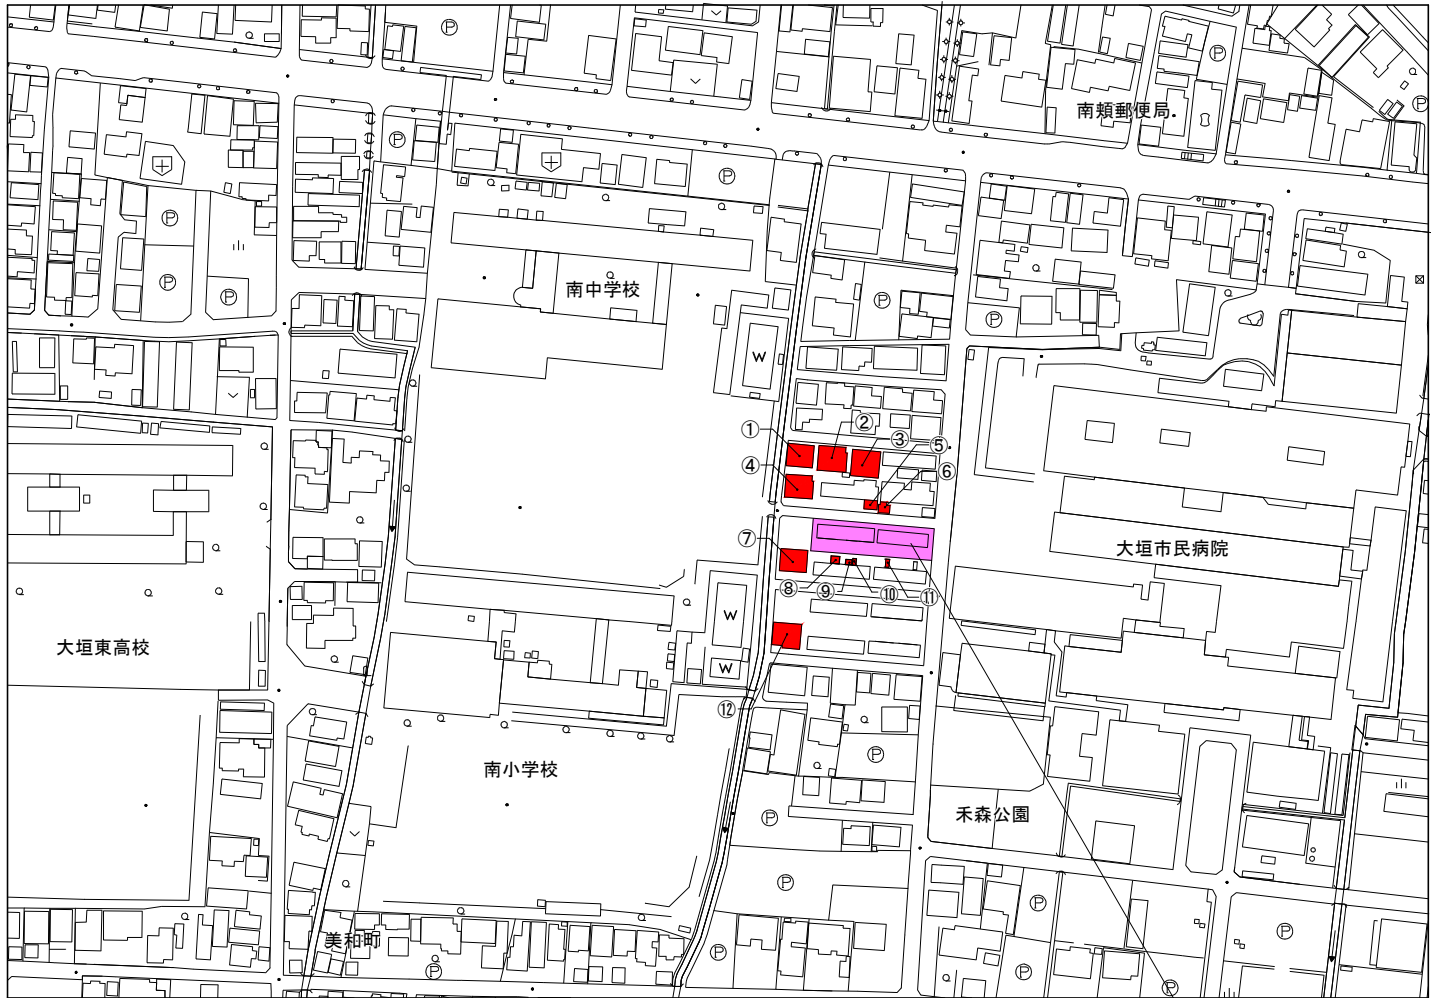 南頬郵便局
南中学校
W
①
②
③
⑤
④
⑥
⑦
大垣市民病院
⑧
⑨
⑩
⑪
W
大垣東高校
W
⑫
南小学校
禾森公園
美和町